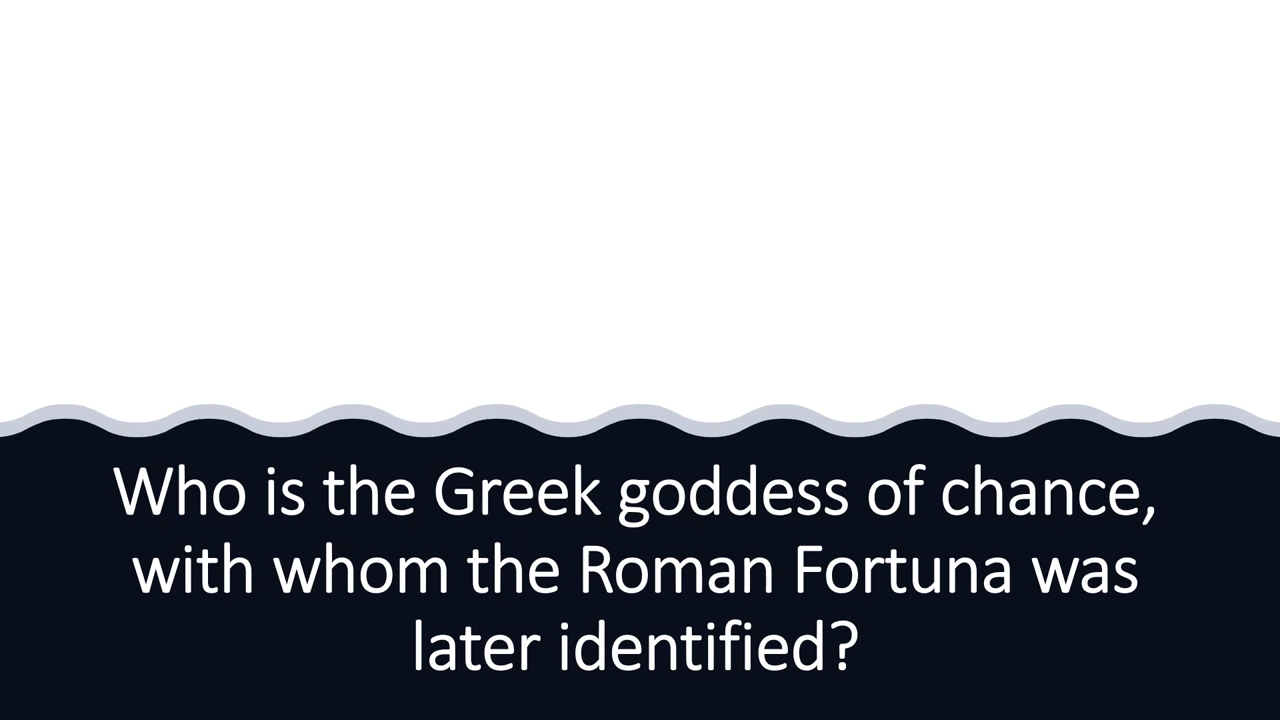 Who is the Greek goddess of chance,
with whom the Roman Fortuna was
later identified?